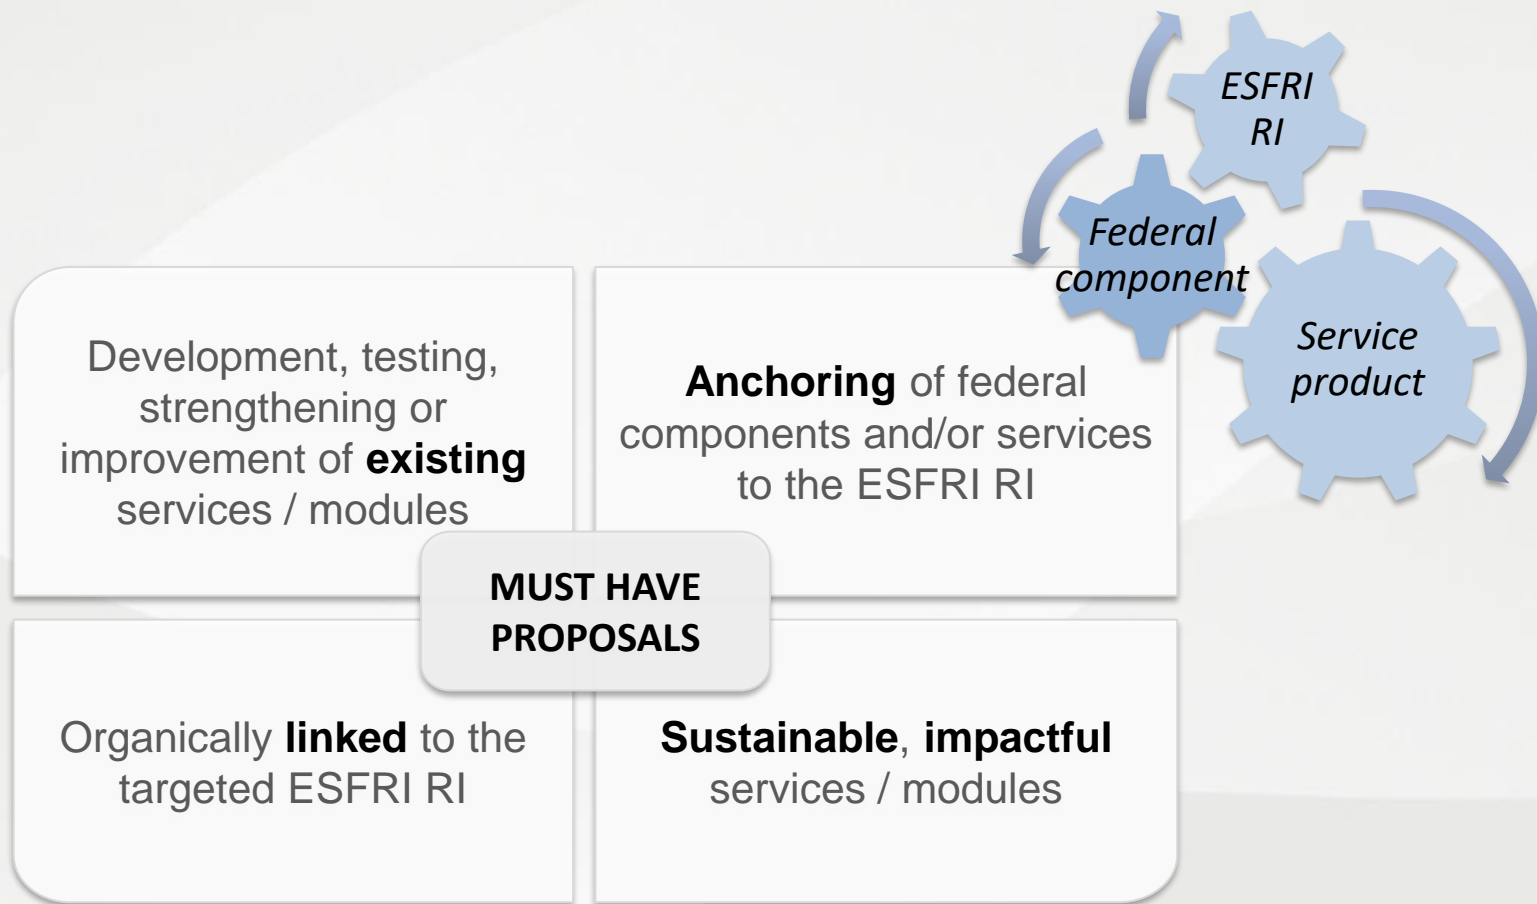 ESFRI
RI
Federal
component
Service
product
Development, testing,
strengthening or
improvement of existing
services / modules
Anchoring of federal
components and/or services
to the ESFRI RI
MUST HAVE
PROPOSALS
Organically linked to the
targeted ESFRI RI
Sustainable, impactful
services / modules